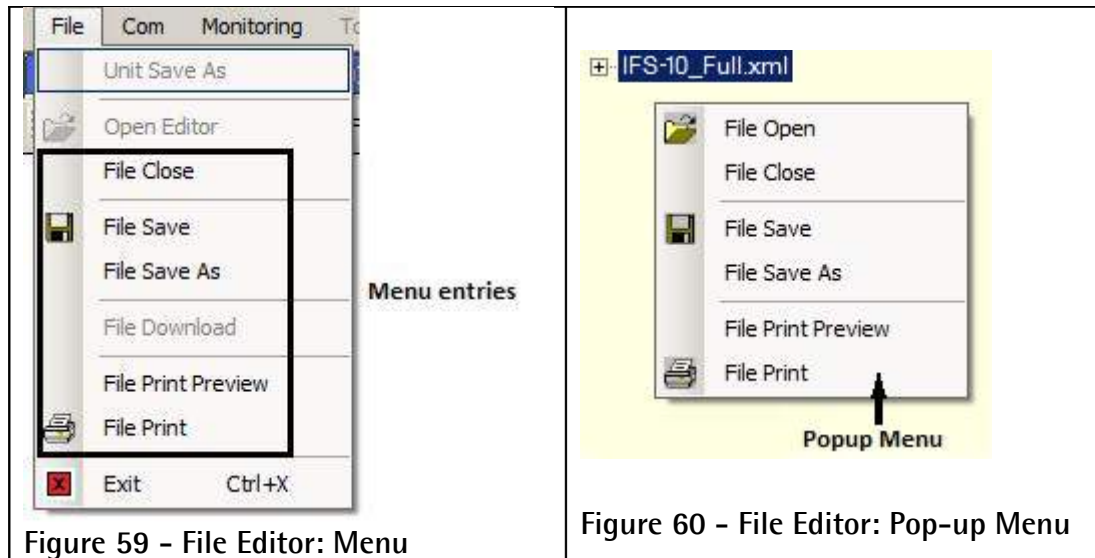 File Com Monitoring
Unit Save As
Open Editor
File Close
File Save
File Save As
File Download
File Print Preview
File Print
Exit Ctrl+X
Menu entries
Figure 59 - File Editor: Menu
IFS-10_Full.xml
File Open
File Close
File Save
File Save As
File Print Preview
File Print
Popup Menu
Figure 60 - File Editor: Pop-up Menu